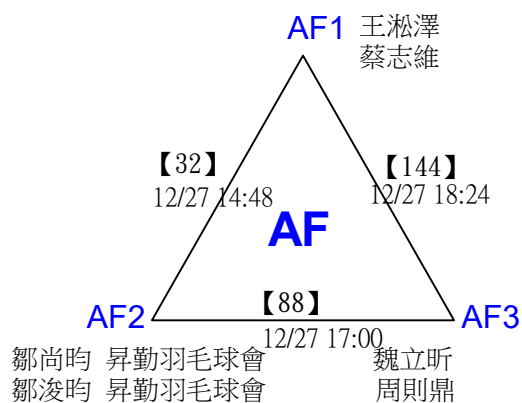 AF1 王淞澤
蔡志維
【32】
12/27 14:48
【144】
12/27 18:24
AF
【88】
12/27 17:00
AF2
AF3
鄒尚昀 昇勤羽毛球會
鄒浚昀 昇勤羽毛球會
魏立昕
周則鼎